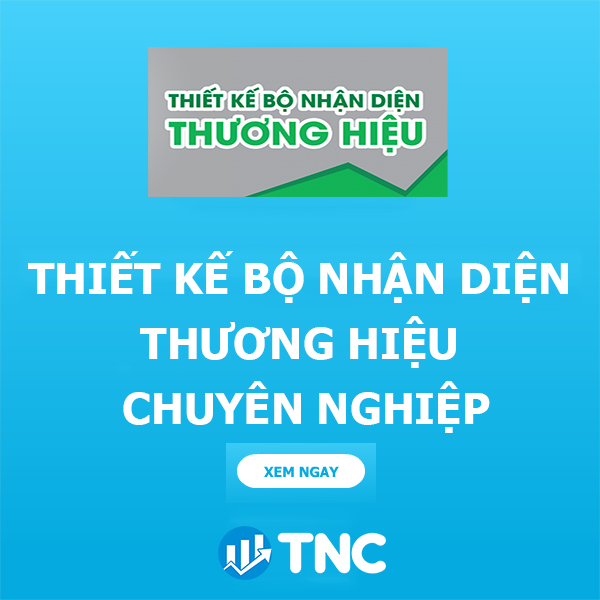 THIẾT KẾ BỘ NHẬN DIỆN
THƯƠNG HIỆU
THIẾT KẾ BỘ NHẬN DIỆN
THƯƠNG HIỆU
CHUYÊN NGHIỆP
XEM NGAY
TNC